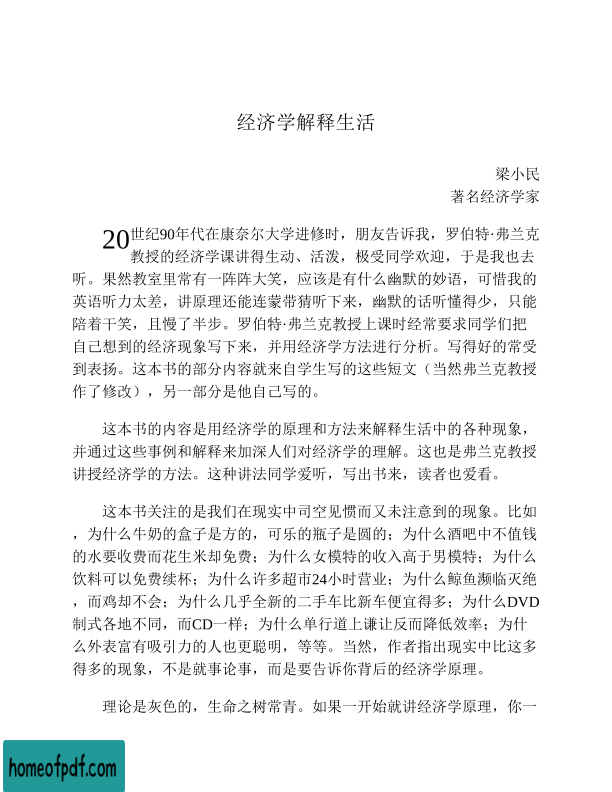 经济学解释生活
梁小民
著名经济学家
20世纪90年代在康奈尔大学进修时，朋友告诉我，罗伯特·弗兰克
教授的经济学课讲得生动、活泼，极受同学欢迎，于是我也去
听。果然教室里常有一阵阵大笑，应该是有什么幽默的妙语，可惜我的
英语听力太差，讲原理还能连蒙带猜听下来，幽默的话听懂得少，只能
陪着干笑，且慢了半步。罗伯特·弗兰克教授上课时经常要求同学们把
自己想到的经济现象写下来，并用经济学方法进行分析。写得好的常受
到表扬。这本书的部分内容就来自学生写的这些短文（当然弗兰克教授
作了修改），另一部分是他自己写的。
这本书的内容是用经济学的原理和方法来解释生活中的各种现象，
并通过这些事例和解释来加深人们对经济学的理解。这也是弗兰克教授
讲授经济学的方法。这种讲法同学爱听，写出书来，读者也爱看。
这本书关注的是我们在现实中司空见惯而又未注意到的现象。比如
，为什么牛奶的盒子是方的，可乐的瓶子是圆的；为什么酒吧中不值钱
的水要收费而花生米却免费；为什么女模特的收入高于男模特；为什么
饮料可以免费续杯；为什么许多超市24小时营业；为什么鲸鱼濒临灭绝
，而鸡却不会；为什么几乎全新的二手车比新车便宜得多；为什么DVD
制式各地不同，而CD一样；为什么单行道上谦让反而降低效率；为什
么外表富有吸引力的人也更聪明，等等。当然，作者指出现实中比这多
得多的现象，不是就事论事，而是要告诉你背后的经济学原理。
理论是灰色的，生命之树常青。如果一开始就讲经济学原理，你一
homeofpdf.com